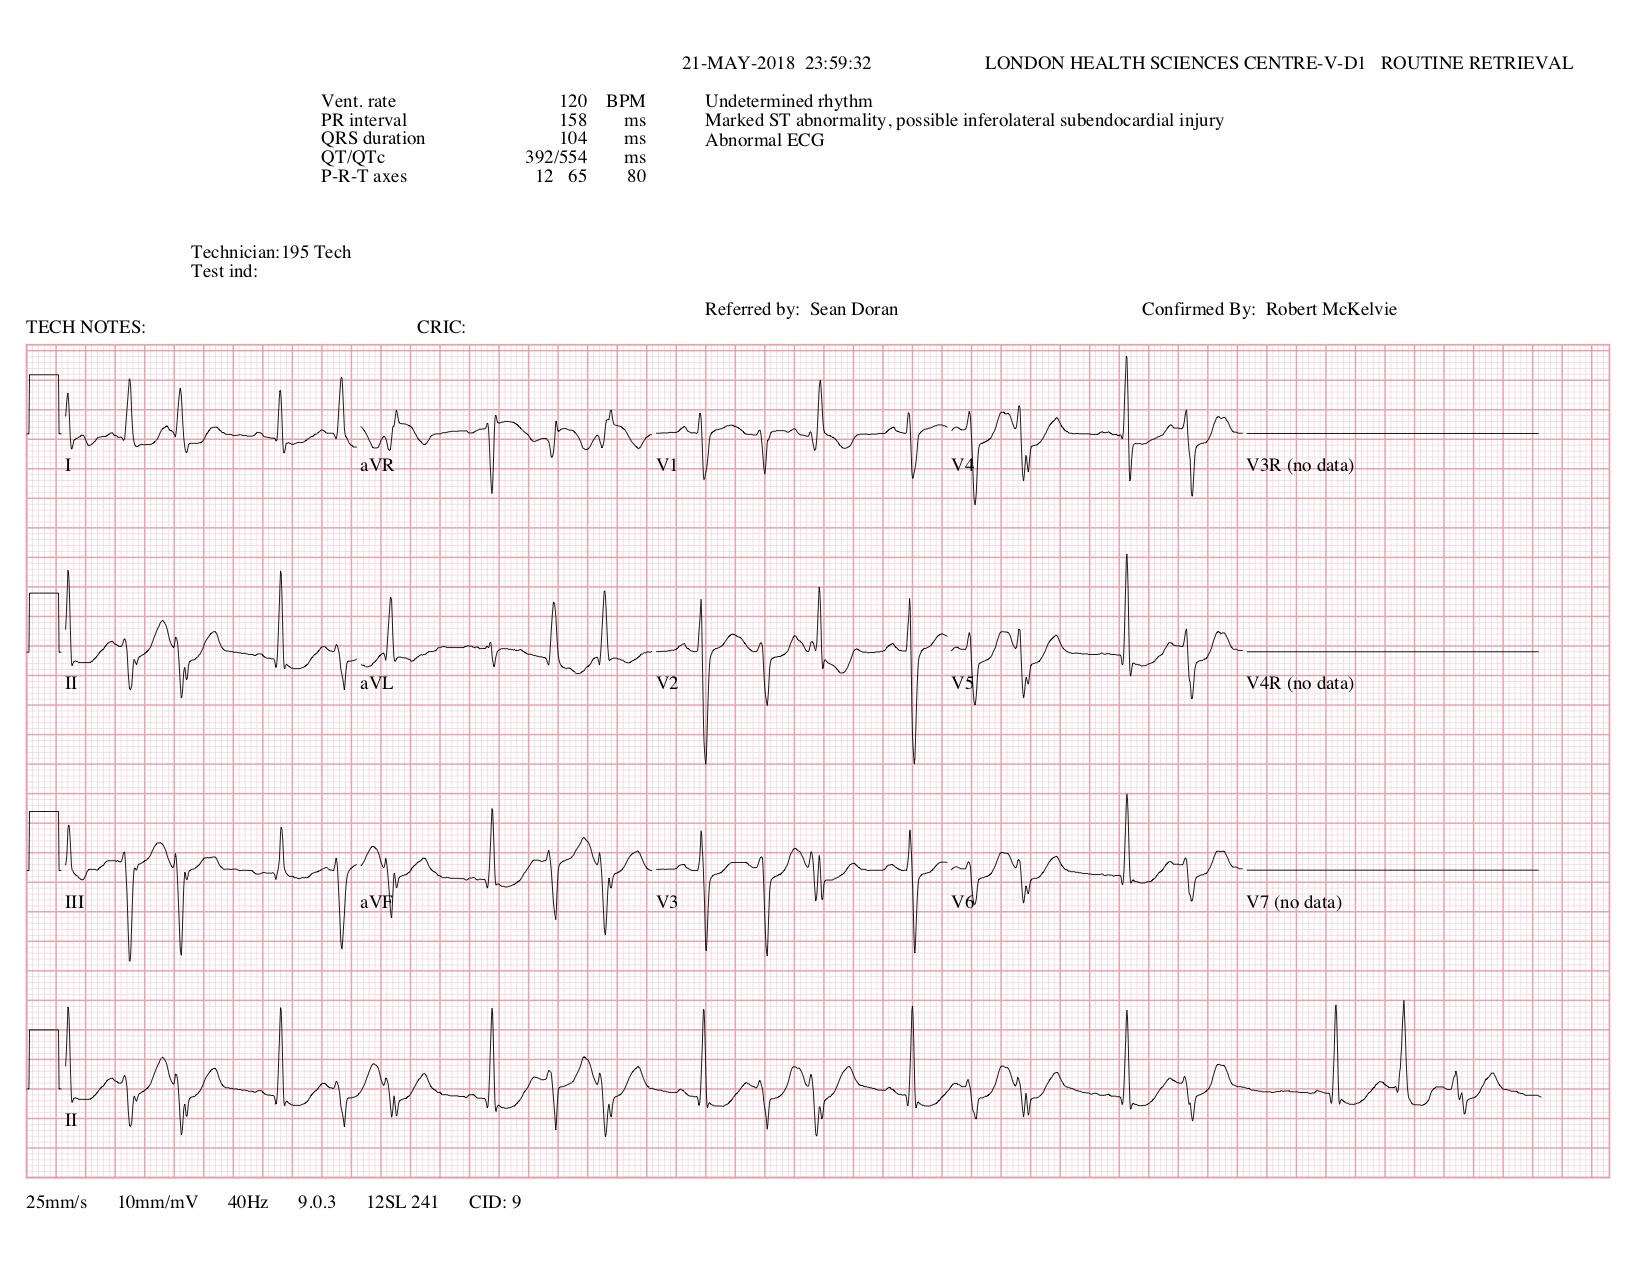 21-MAY-2018 23:59:32 LONDON HEALTH SCIENCES CENTRE-V-D1 ROUTINE RETRIEVAL
Vent. rate 120 BPM Undetermined rhythm
PR interval 158 ms Marked ST abnormality, possible inferolateral subendocardial injury
QRS duration 104 ms Abnormal ECG
QT/QTc 392/554 ms
P-R-T axes 12 65 80
Technician:195 Tech
Test ind:
Referred by: Sean Doran Confirmed By: Robert McKelvie
TECH NOTES: CRIC:
I aVR V1 V4 V3R (no data)
II aVL V2 V5 V4R (no data)
III aVF V3 V6 V7 (no data)
II
25mm/s 10mm/mV 40Hz 9.0.3 12SL 241 CID: 9